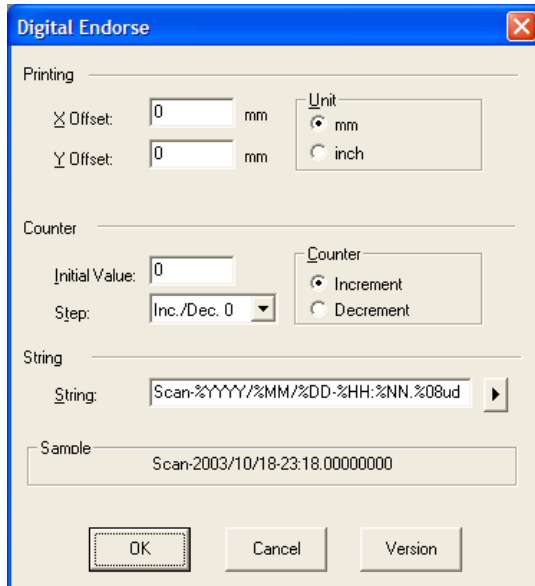 Digital Endorse
Printing
X Offset: 0 mm
Y Offset: 0 mm
Unit
mm
inch
Counter
Initial Value: 0
Step: Inc./Dec. 0
Counter
Increment
Decrement
String
String: Scan-%YYYY/%MM/%DD-%HH:%NN.%08ud
Sample
Scan-2003/10/18-23:18.00000000
OK Cancel Version